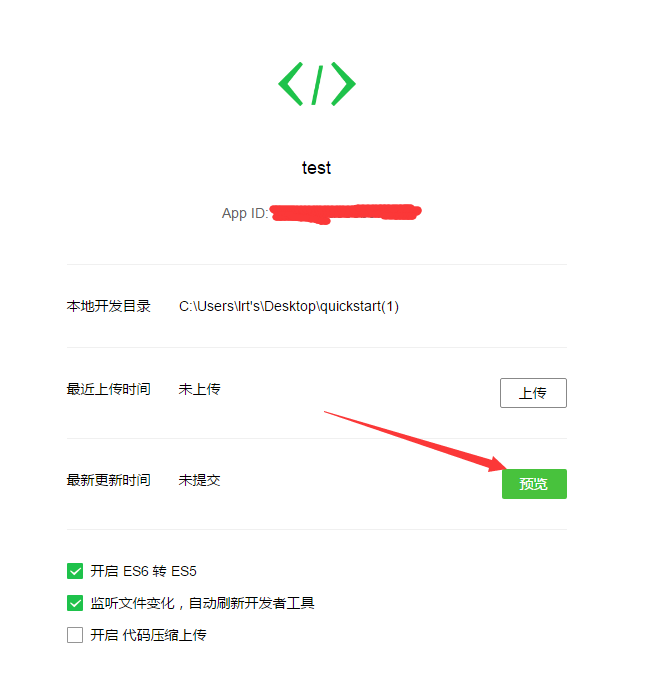 </>
test
App ID:
本地开发目录 C:\Users\lrt's\Desktop\quickstart(1)
最近上传时间 未上传 上传
最新更新时间 未提交 预览
开启 ES6 转 ES5
监听文件变化，自动刷新开发者工具
开启 代码压缩上传